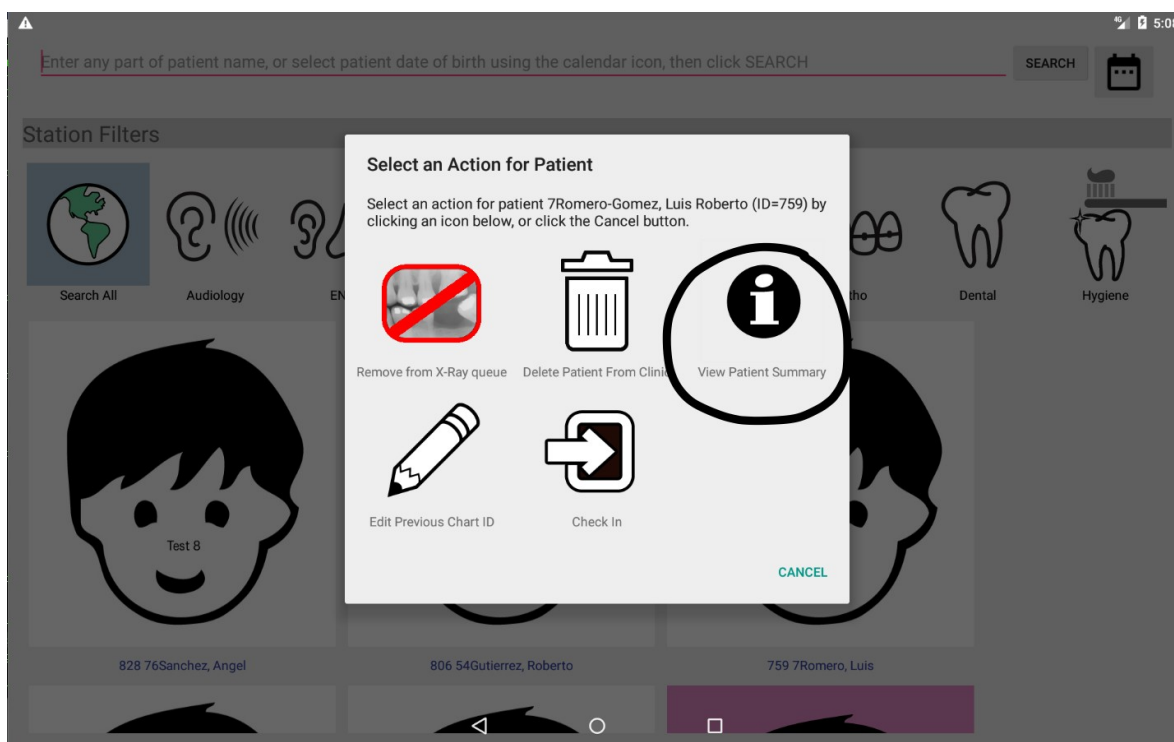 5:08
Enter any part of patient name, or select patient date of birth using the calendar icon, then click SEARCH
SEARCH
Station Filters
Select an Action for Patient
Select an action for patient 7Romero-Gomez, Luis Roberto (ID=759) by
clicking an icon below, or click the Cancel button.
Search All
Audiology
EN
tho
Dental
Hygiene
Remove from X-Ray queue
Delete Patient From Clinic
View Patient Summary
Edit Previous Chart ID
Check In
CANCEL
Test 8
828 76Sanchez, Angel
806 54Gutierrez, Roberto
759 7Romero, Luis